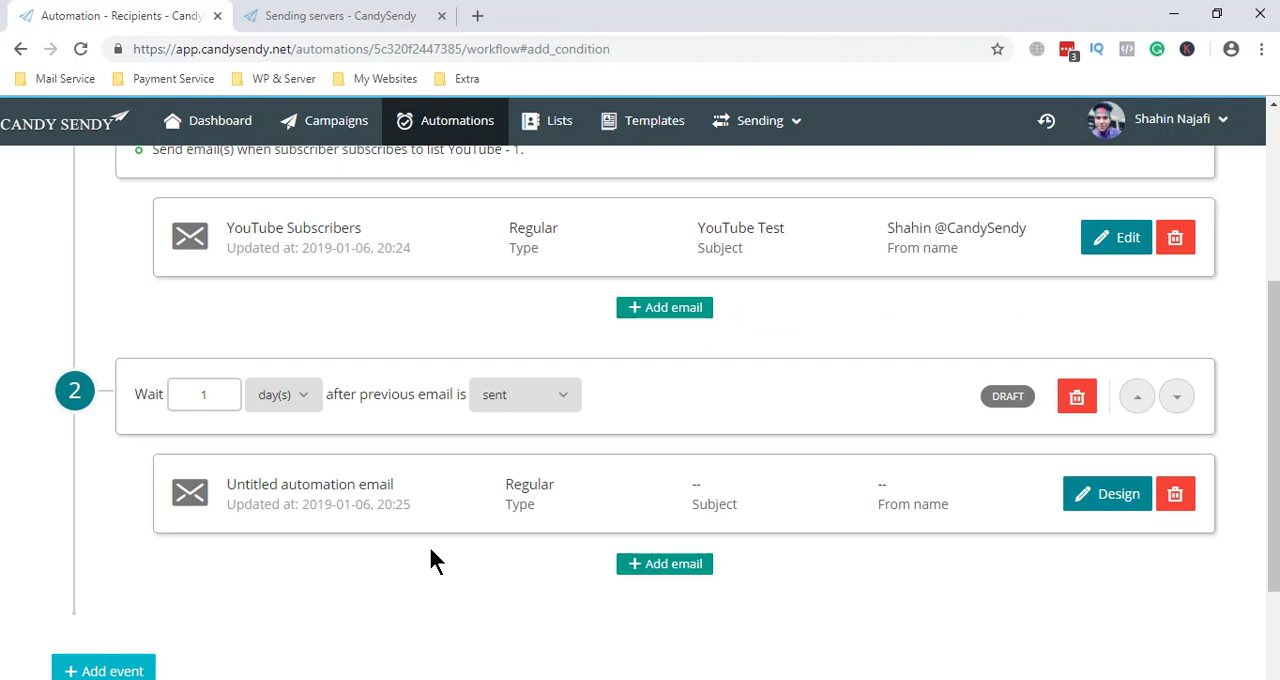 Automation - Recipients - Candy
Sending servers - CandySendy
https://app.candysendy.net/automations/5c320f2447385/workflow#add_condition
Mail Service
Payment Service
WP & Server
My Websites
Extra
3
IQ
K
CANDY SENDY
Dashboard
Campaigns
Automations
Lists
Templates
Sending
Shahin Najafi
Send email(s) when subscriber subscribes to list YouTube - 1.
YouTube Subscribers
Regular
YouTube Test
Shahin @CandySendy
Edit
Updated at: 2019-01-06, 20:24
Type
Subject
From name
+ Add email
2
Wait 1 day(s) after previous email is sent
DRAFT
Untitled automation email
Regular
--
--
Design
Updated at: 2019-01-06, 20:25
Type
Subject
From name
+ Add email
+ Add event